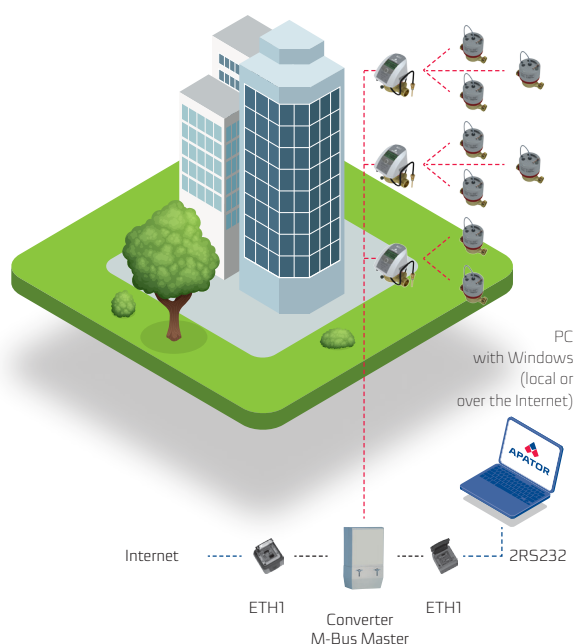 PC
with Windows
(local or
over the Internet)
APATOR
Internet
2RS232
ETH1
ETH1
Converter
M-Bus Master